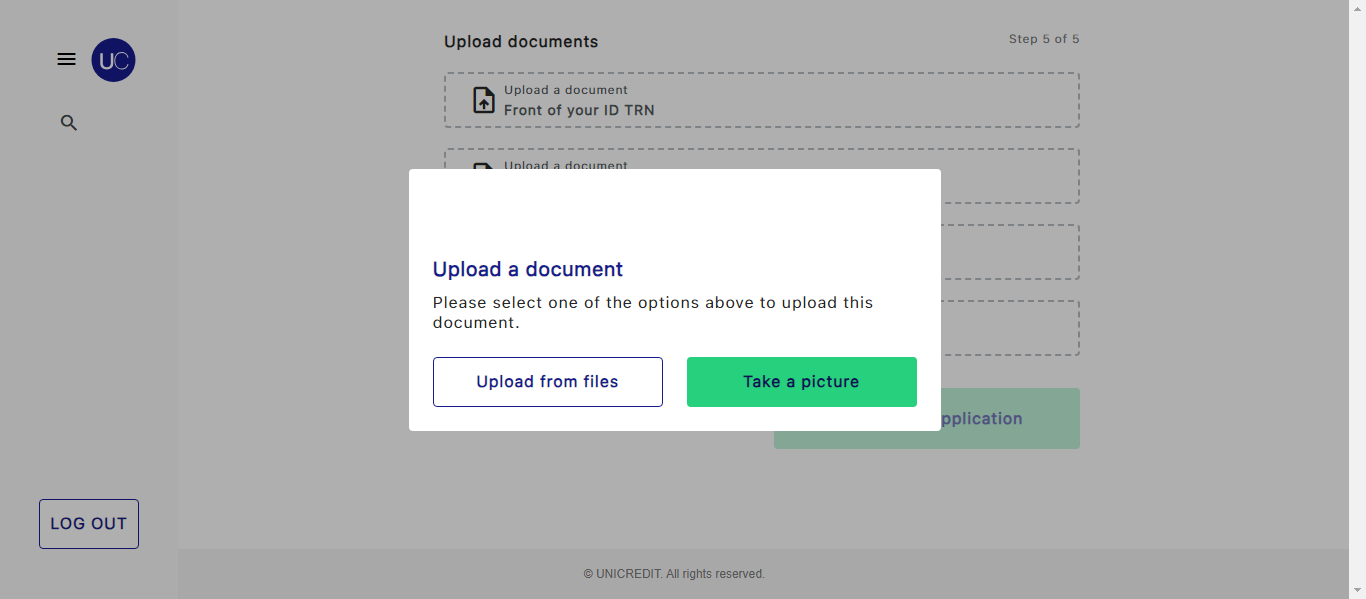 UC
Upload documents
Step 5 of 5
Upload a document
Front of your ID TRN
Upload a document
Upload a document
Please select one of the options above to upload this
document.
Upload from files
Take a picture
pplication
LOG OUT
© UNICREDIT. All rights reserved.